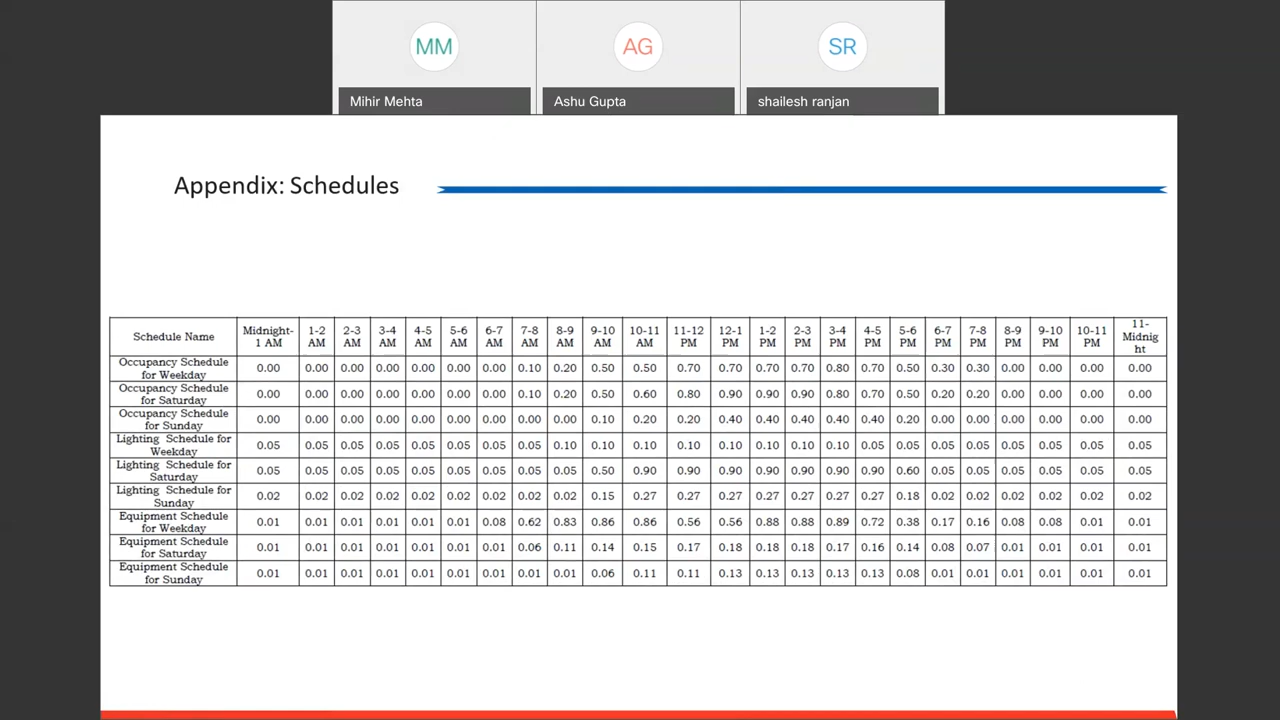 MM AG SR
Mihir Mehta Ashu Gupta shailesh ranjan
Appendix: Schedules
Schedule Name Midnight-1 AM 1-2 AM 2-3 AM 3-4 AM 4-5 AM 5-6 AM 6-7 AM 7-8 AM 8-9 AM 9-10 AM 10-11 AM 11-12 PM 12-1 PM 1-2 PM 2-3 PM 3-4 PM 4-5 PM 5-6 PM 6-7 PM 7-8 PM 8-9 PM 9-10 PM 10-11 PM 11-Midnight
Occupancy Schedule for Weekday 0.00 0.00 0.00 0.00 0.00 0.00 0.00 0.10 0.20 0.50 0.50 0.70 0.70 0.70 0.70 0.80 0.70 0.50 0.30 0.30 0.00 0.00 0.00 0.00
Occupancy Schedule for Saturday 0.00 0.00 0.00 0.00 0.00 0.00 0.00 0.10 0.20 0.50 0.60 0.80 0.90 0.90 0.90 0.80 0.70 0.50 0.20 0.20 0.00 0.00 0.00 0.00
Occupancy Schedule for Sunday 0.00 0.00 0.00 0.00 0.00 0.00 0.00 0.00 0.00 0.10 0.20 0.20 0.40 0.40 0.40 0.40 0.40 0.20 0.00 0.00 0.00 0.00 0.00 0.00
Lighting Schedule for Weekday 0.05 0.05 0.05 0.05 0.05 0.05 0.05 0.05 0.10 0.10 0.10 0.10 0.10 0.10 0.10 0.10 0.05 0.05 0.05 0.05 0.05 0.05 0.05 0.05
Lighting Schedule for Saturday 0.05 0.05 0.05 0.05 0.05 0.05 0.05 0.05 0.05 0.50 0.90 0.90 0.90 0.90 0.90 0.90 0.90 0.60 0.05 0.05 0.05 0.05 0.05 0.05
Lighting Schedule for Sunday 0.02 0.02 0.02 0.02 0.02 0.02 0.02 0.02 0.02 0.15 0.27 0.27 0.27 0.27 0.27 0.27 0.27 0.18 0.02 0.02 0.02 0.02 0.02 0.02
Equipment Schedule for Weekday 0.01 0.01 0.01 0.01 0.01 0.01 0.08 0.62 0.83 0.86 0.86 0.56 0.56 0.88 0.88 0.89 0.72 0.38 0.17 0.16 0.08 0.08 0.01 0.01
Equipment Schedule for Saturday 0.01 0.01 0.01 0.01 0.01 0.01 0.01 0.06 0.11 0.14 0.15 0.17 0.18 0.18 0.18 0.17 0.16 0.14 0.08 0.07 0.01 0.01 0.01 0.01
Equipment Schedule for Sunday 0.01 0.01 0.01 0.01 0.01 0.01 0.01 0.01 0.01 0.06 0.11 0.11 0.13 0.13 0.13 0.13 0.13 0.08 0.01 0.01 0.01 0.01 0.01 0.01